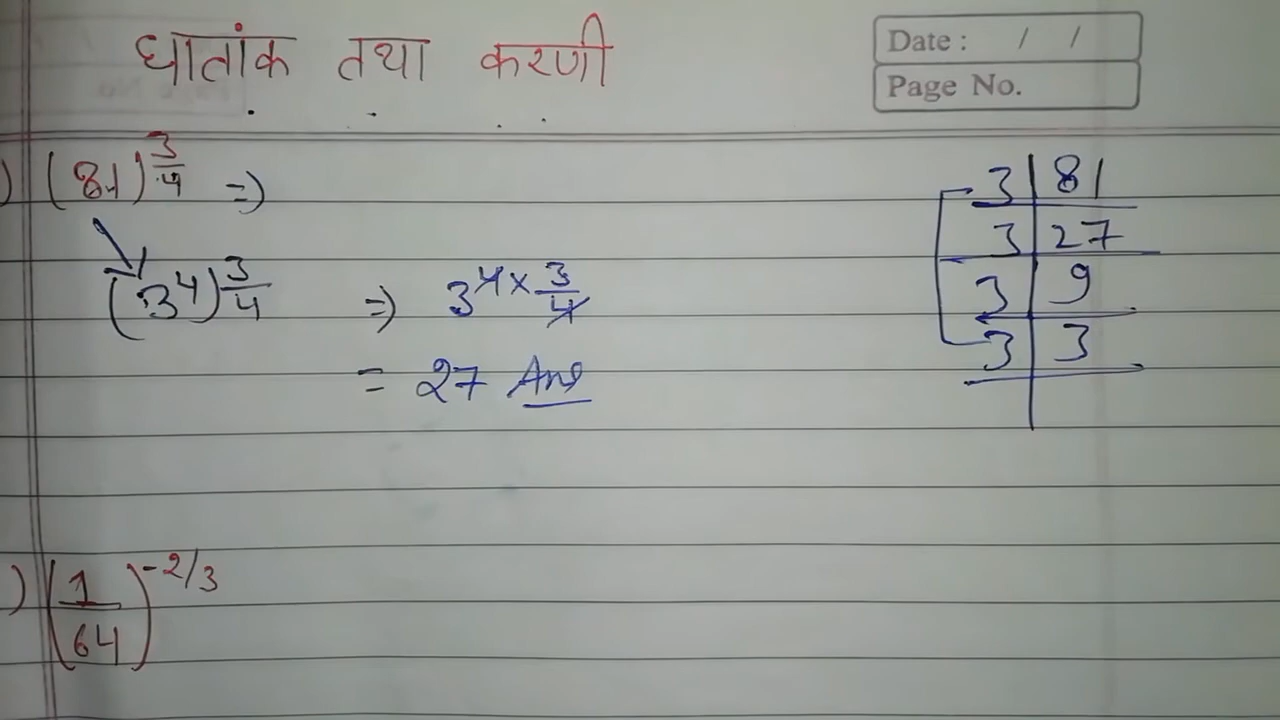 घातांक तथा करणी
Date : / /
Page No.
) (81)^(3/4) =>
(3^4)^(3/4) => 3^(4 × 3/4)
= 27 Ans
3 | 81
3 | 27
3 | 9
3 | 3
) (1/64)^(-2/3)